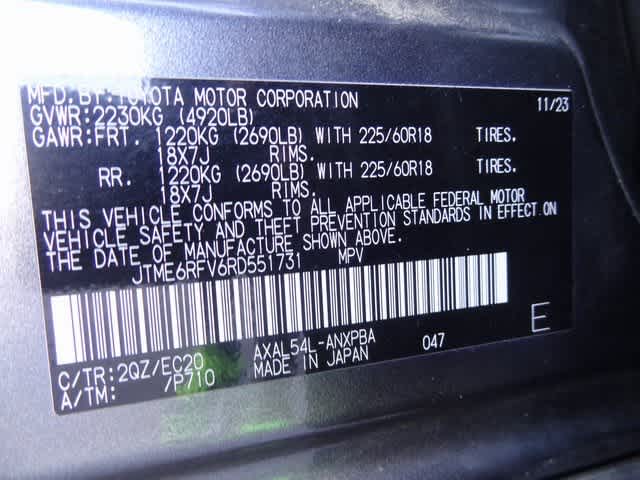 MFD. BY: TOYOTA MOTOR CORPORATION 11/23
GVWR: 2230KG (4920LB)
GAWR: FRT. 1220KG (2690LB) WITH 225/60R18 TIRES.
18X7J RIMS.
RR. 1220KG (2690LB) WITH 225/60R18 TIRES.
18X7J RIMS.
THIS VEHICLE CONFORMS TO ALL APPLICABLE FEDERAL MOTOR
VEHICLE SAFETY AND THEFT PREVENTION STANDARDS IN EFFECT ON
THE DATE OF MANUFACTURE SHOWN ABOVE.
JTME6RFV6RD551731 MPV
E
C/TR: 2QZ/EC20 AXAL54L-ANXPBA 047
A/TM: /P710 MADE IN JAPAN